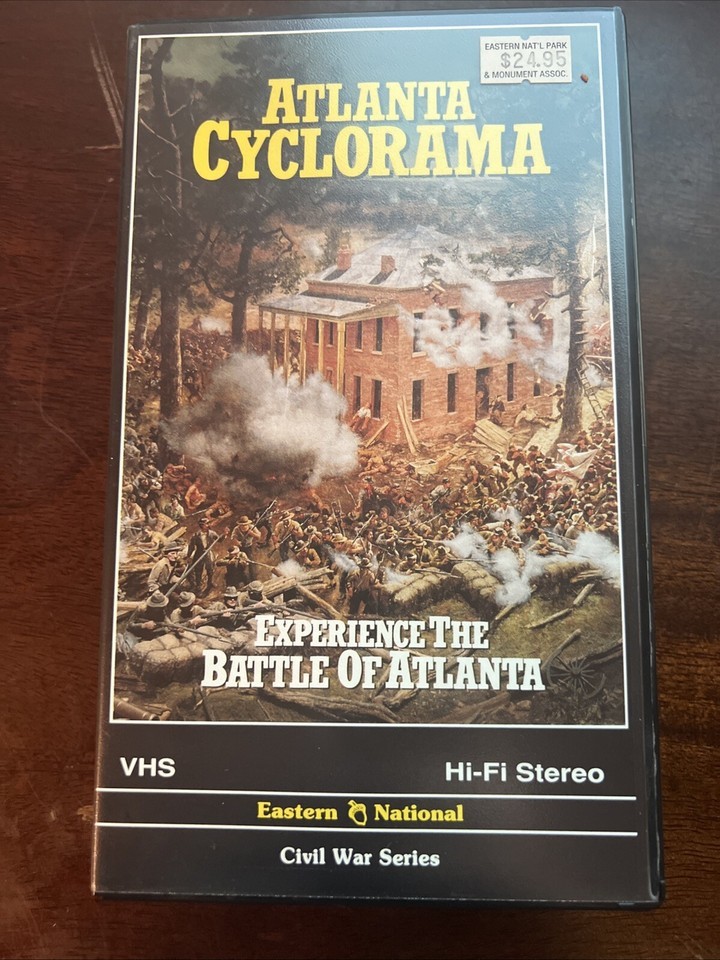 EASTERN NAT'L PARK
$24.95
& MONUMENT ASSOC.
ATLANTA
CYCLORAMA
EXPERIENCE THE
BATTLE OF ATLANTA
VHS
Hi-Fi Stereo
Eastern National
Civil War Series